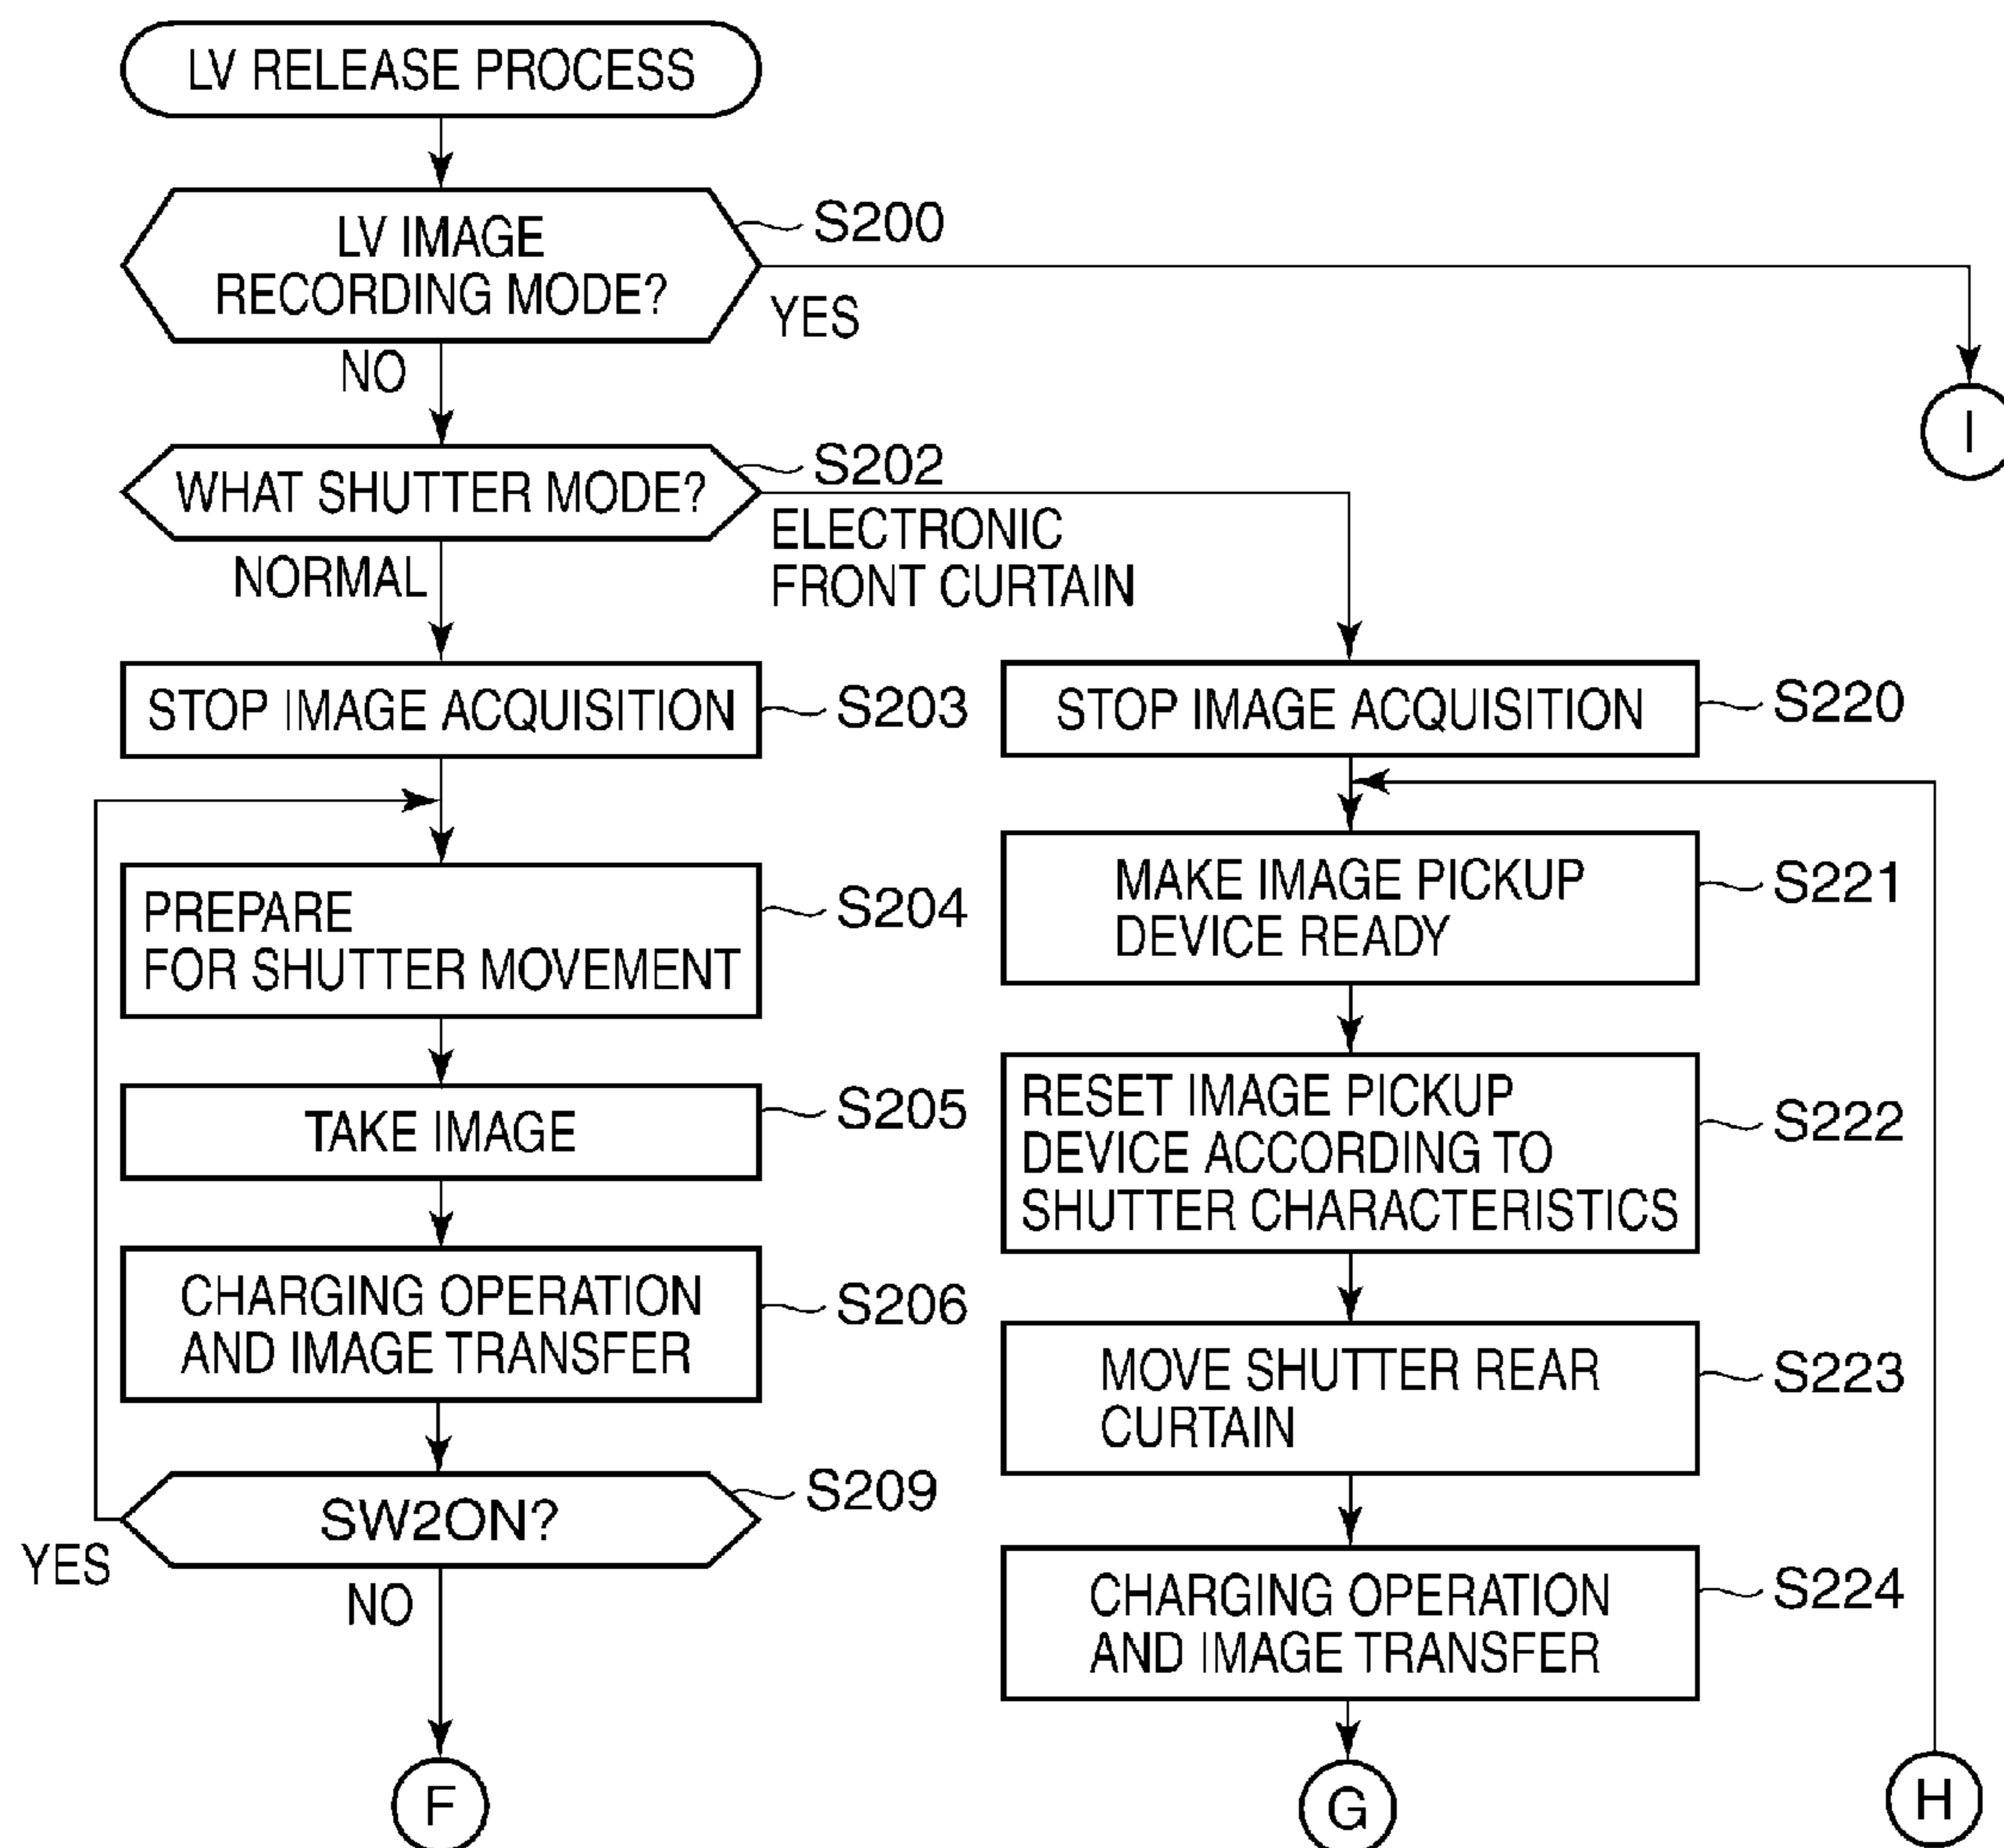 LV RELEASE PROCESS
LV IMAGE
RECORDING MODE?
S200
YES
NO
I
WHAT SHUTTER MODE?
S202
ELECTRONIC
FRONT CURTAIN
NORMAL
STOP IMAGE ACQUISITION
S203
PREPARE
FOR SHUTTER MOVEMENT
S204
TAKE IMAGE
S205
CHARGING OPERATION
AND IMAGE TRANSFER
S206
SW2ON?
S209
YES
NO
F
STOP IMAGE ACQUISITION
S220
MAKE IMAGE PICKUP
DEVICE READY
S221
RESET IMAGE PICKUP
DEVICE ACCORDING TO
SHUTTER CHARACTERISTICS
S222
MOVE SHUTTER REAR
CURTAIN
S223
CHARGING OPERATION
AND IMAGE TRANSFER
S224
G
H